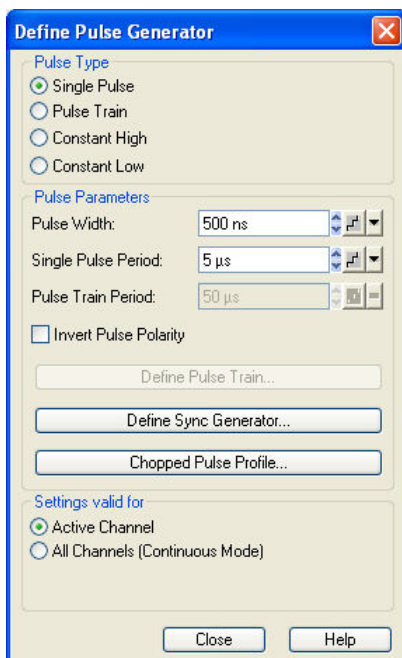 Define Pulse Generator
Pulse Type
Single Pulse
Pulse Train
Constant High
Constant Low
Pulse Parameters
Pulse Width: 500 ns
Single Pulse Period: 5 µs
Pulse Train Period: 50 µs
Invert Pulse Polarity
Define Pulse Train...
Define Sync Generator...
Chopped Pulse Profile...
Settings valid for
Active Channel
All Channels (Continuous Mode)
Close Help